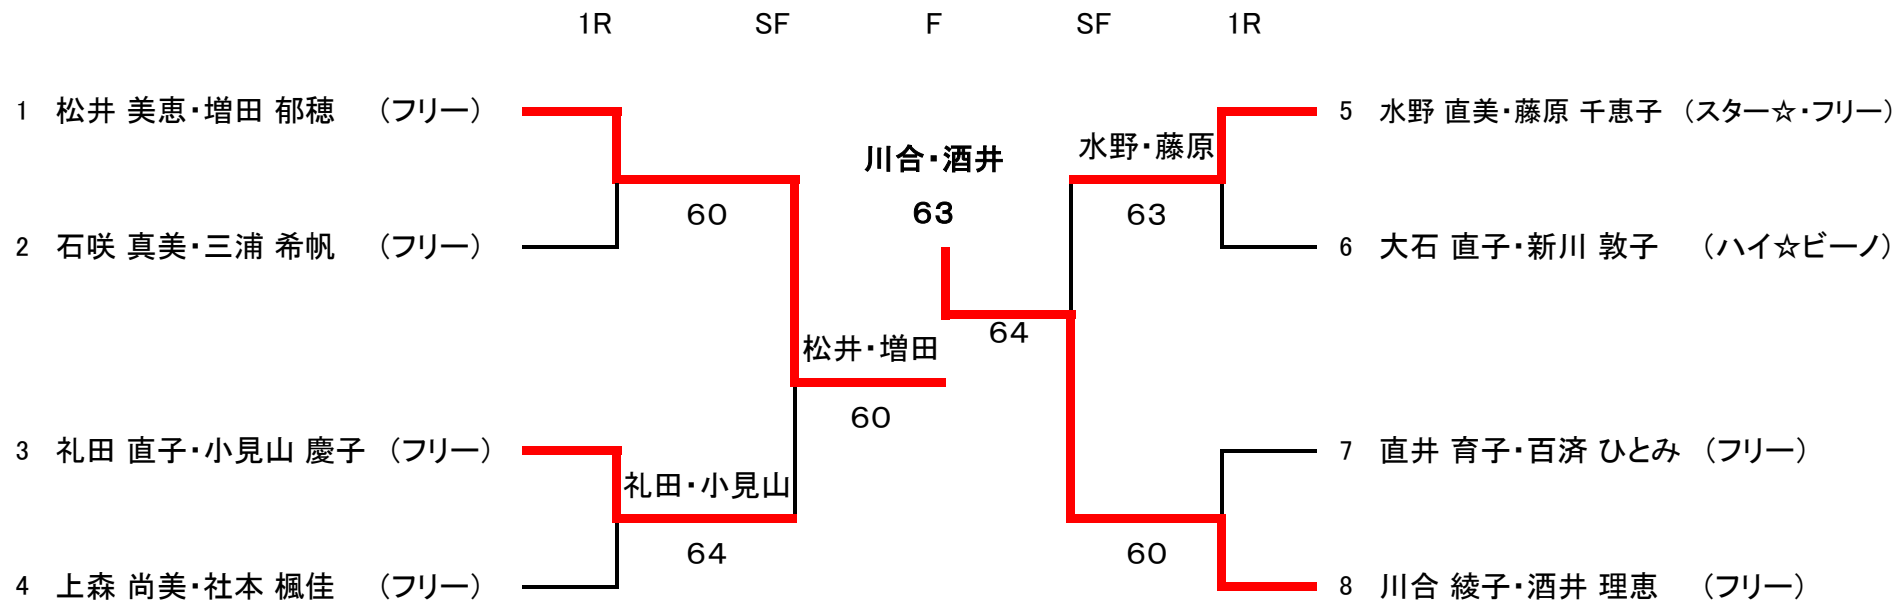 1R SF F SF 1R
1 松井 美恵・増田 郁穂 (フリー)
5 水野 直美・藤原 千恵子 (スター☆・フリー)
川合・酒井
水野・藤原
60
63
63
2 石咲 真美・三浦 希帆 (フリー)
6 大石 直子・新川 敦子 (ハイ☆ビーノ)
松井・増田
64
60
3 礼田 直子・小見山 慶子 (フリー)
7 直井 育子・百済 ひとみ (フリー)
礼田・小見山
64
60
4 上森 尚美・社本 楓佳 (フリー)
8 川合 綾子・酒井 理恵 (フリー)